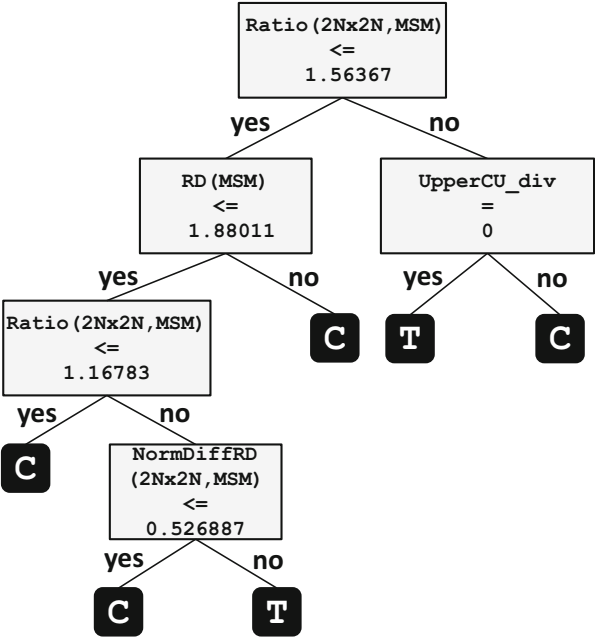 Ratio(2Nx2N,MSM)
<=
1.56367
yes
no
RD(MSM)
<=
1.88011
UpperCU_div
=
0
yes
no
yes
no
Ratio(2Nx2N,MSM)
<=
1.16783
C
T
C
yes
no
C
NormDiffRD
(2Nx2N,MSM)
<=
0.526887
yes
no
C
T